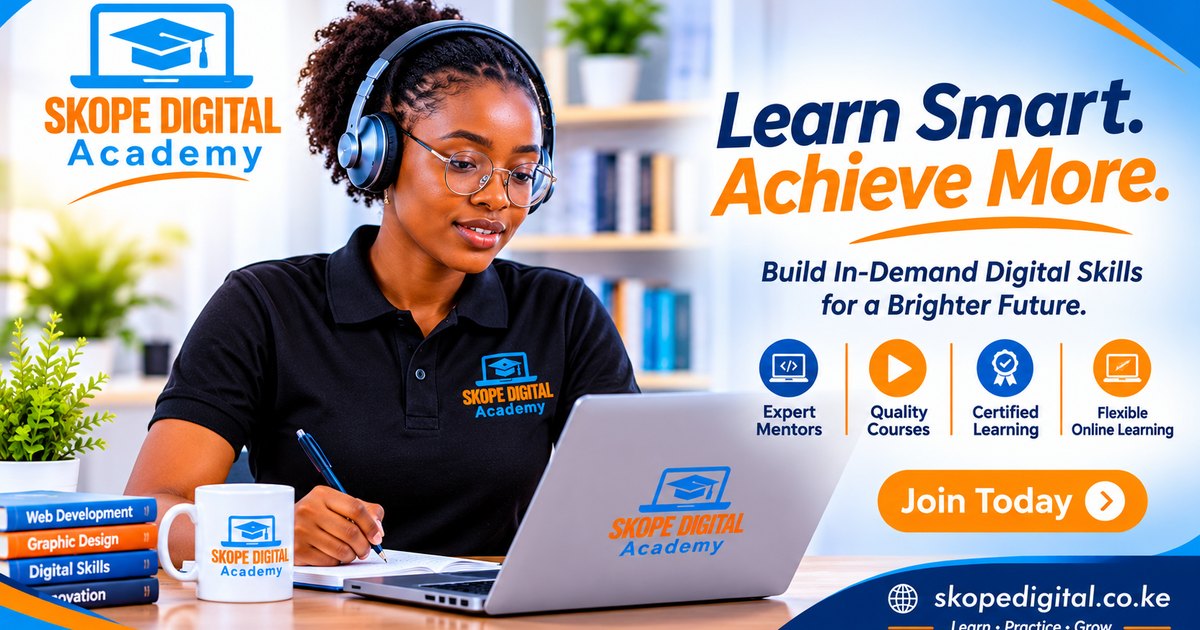 SKOPE DIGITAL
Academy
Learn Smart.
Achieve More.
Build In-Demand Digital Skills
for a Brighter Future.
Expert
Mentors
Quality
Courses
Certified
Learning
Flexible
Online Learning
Join Today
skopedigital.co.ke
Learn • Practice • Grow
SKOPE DIGITAL
Academy
SKOPE DIGITAL
Academy
SKOPE DIGITAL
Academy
Web Development
Graphic Design
Digital Skills